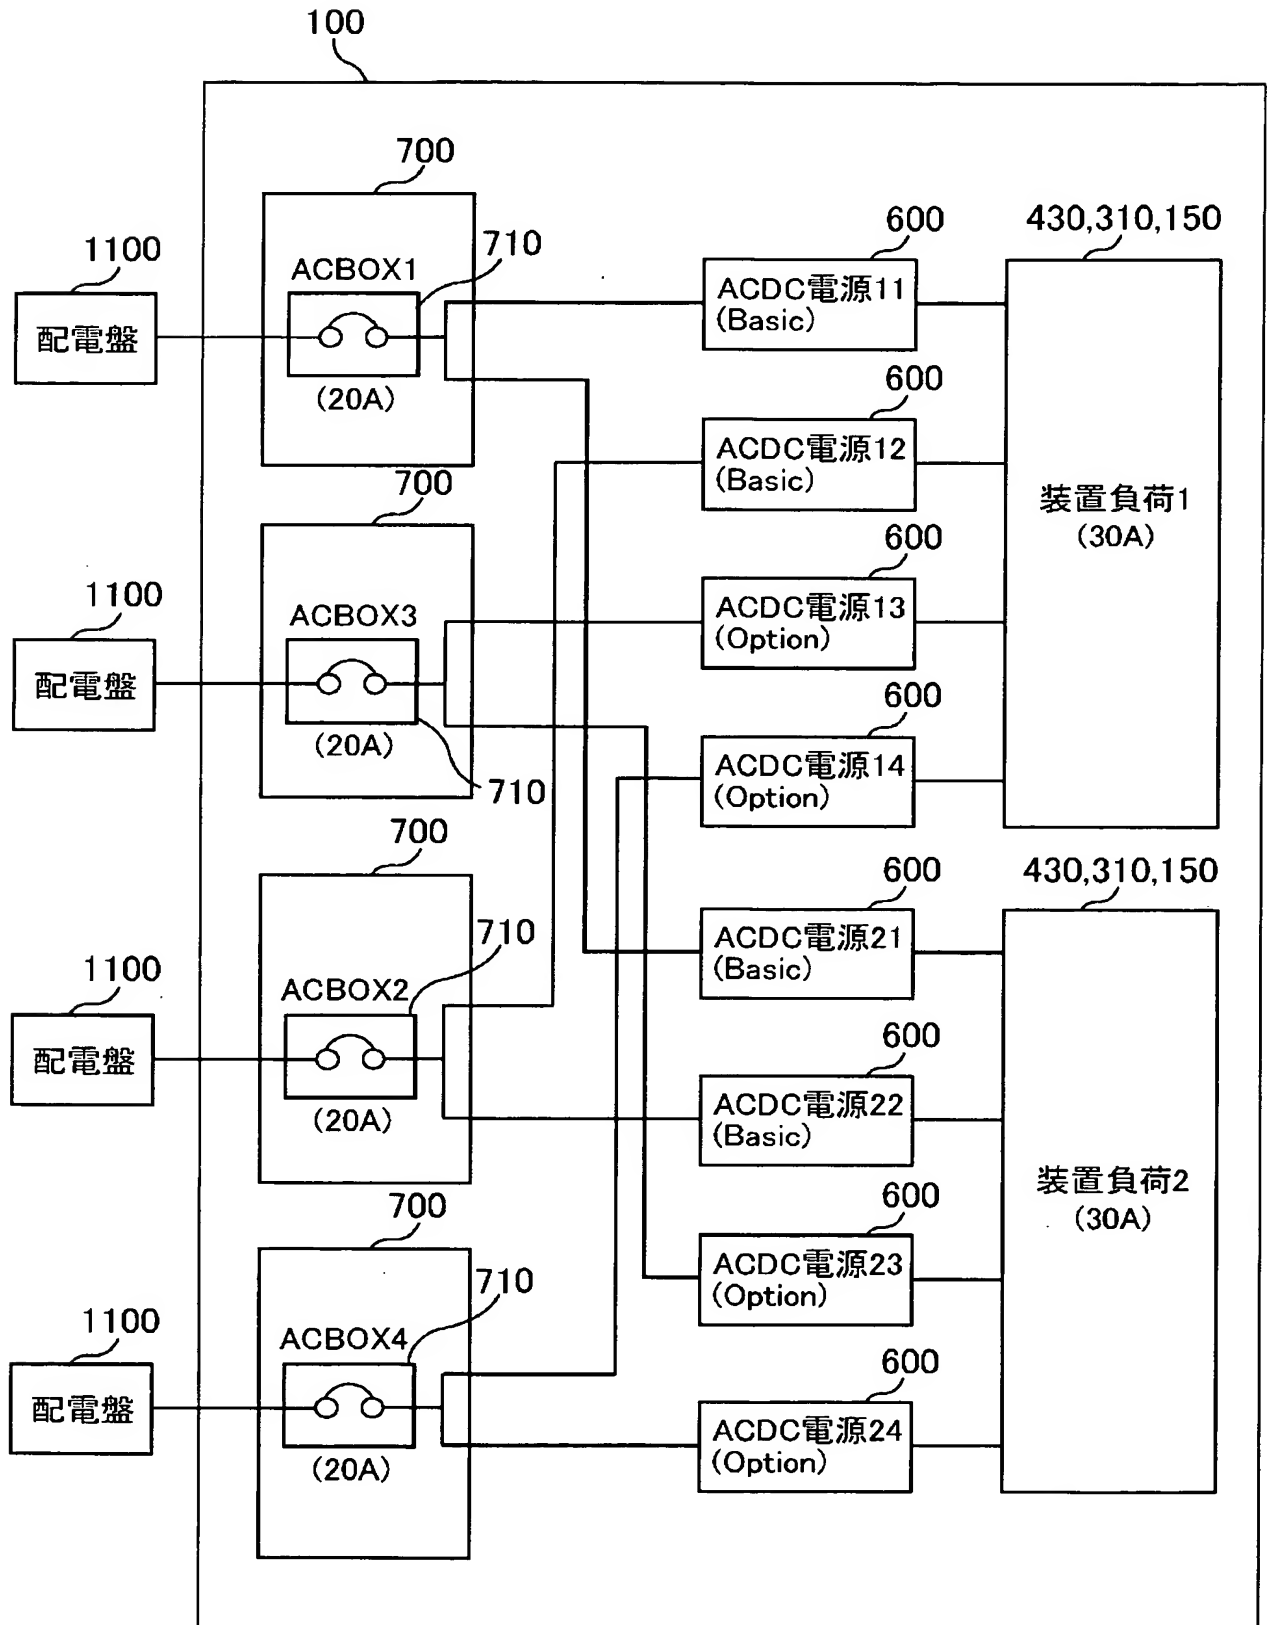 100
700
1100
ACBOX1
710
配電盤
(20A)
600
ACDC電源11
(Basic)
430,310,150
600
ACDC電源12
(Basic)
装置負荷1
(30A)
700
1100
ACBOX3
配電盤
(20A)
710
600
ACDC電源13
(Option)
600
ACDC電源14
(Option)
700
1100
ACBOX2
710
配電盤
(20A)
600
ACDC電源21
(Basic)
430,310,150
600
ACDC電源22
(Basic)
装置負荷2
(30A)
700
1100
ACBOX4
710
配電盤
(20A)
600
ACDC電源23
(Option)
600
ACDC電源24
(Option)